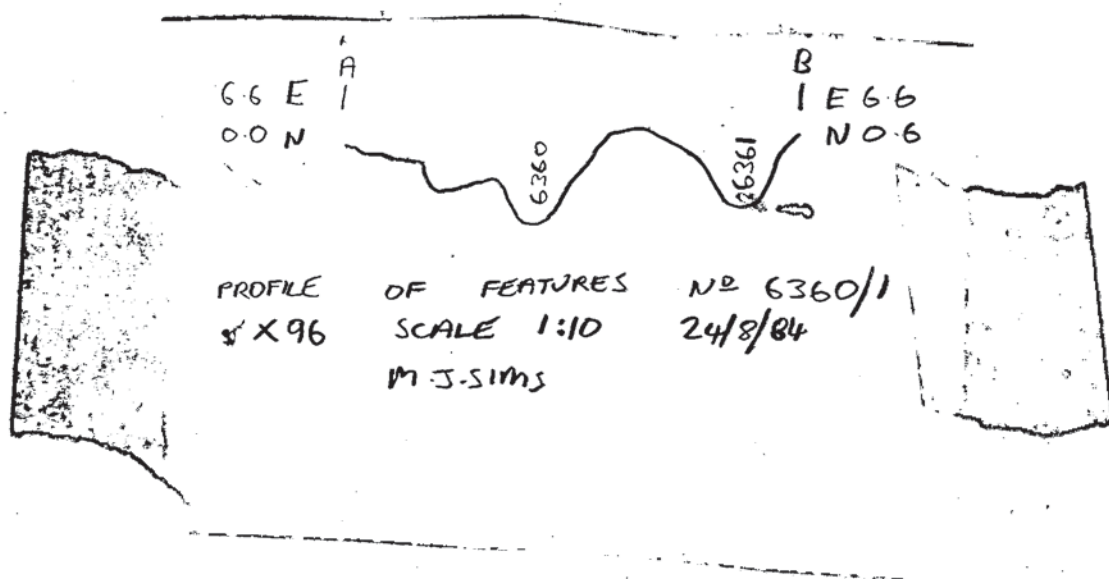 A B
6.6 E E 6.6
0.0 N N 0.6
6360 6361
PROFILE OF FEATURES Nº 6360/1
X96 SCALE 1:10 24/8/84
M.J.SIMS